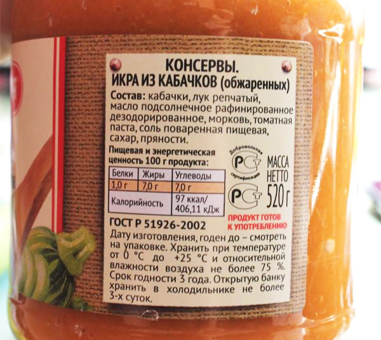 КОНСЕРВЫ.
ИКРА ИЗ КАБАЧКОВ (обжаренных)
Состав: кабачки, лук репчатый,
масло подсолнечное рафинированное
дезодорированное, морковь, томатная
паста, соль поваренная пищевая,
сахар, пряности.
Пищевая и энергетическая
ценность 100 г продукта:
Белки Жиры Углеводы
1,0 г 7,0 г 7,0 г
Калорийность 97 ккал/
406,11 кДж
Добровольная
сертификация
МАССА
НЕТТО
520 г
ПРОДУКТ ГОТОВ
К УПОТРЕБЛЕНИЮ
ГОСТ Р 51926-2002
Дату изготовления, годен до – смотреть
на упаковке. Хранить при температуре
от 0 °C до +25 °C и относительной
влажности воздуха не более 75 %.
Срок годности 3 года. Открытую банку
хранить в холодильнике не более
3-х суток.